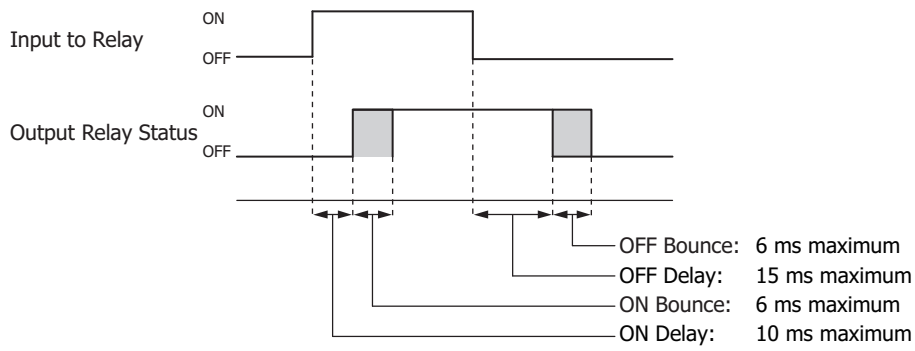 ON
Input to Relay
OFF
ON
Output Relay Status
OFF
OFF Bounce: 6 ms maximum
OFF Delay: 15 ms maximum
ON Bounce: 6 ms maximum
ON Delay: 10 ms maximum